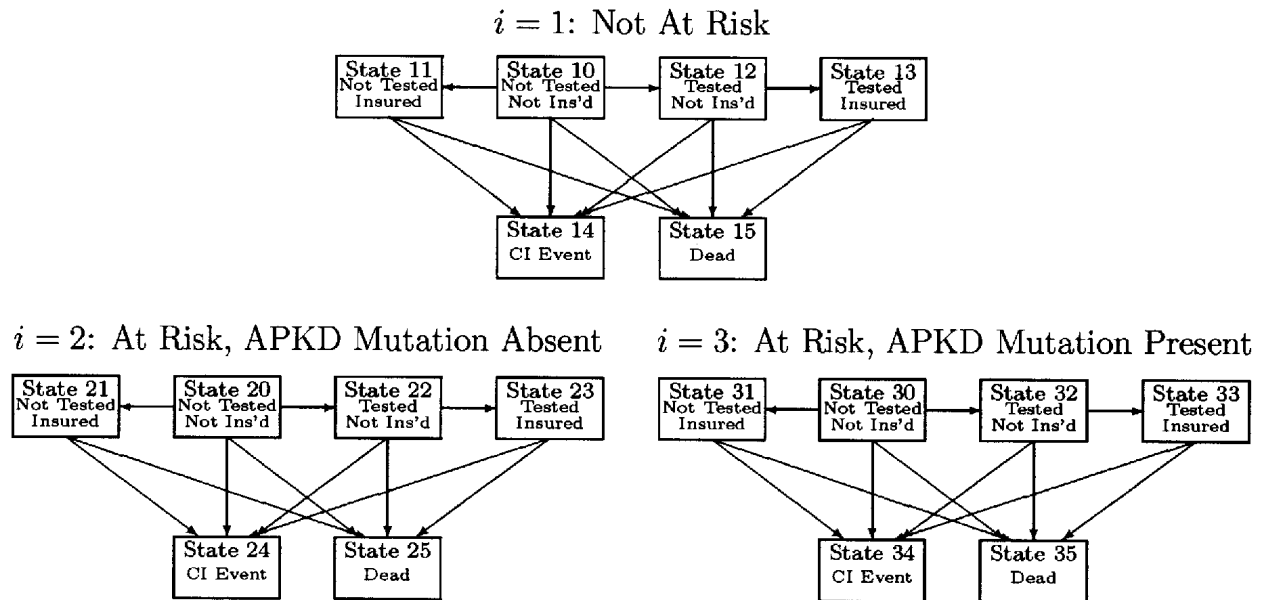 i = 1: Not At Risk
State 11
Not Tested
Insured
State 10
Not Tested
Not Ins'd
State 12
Tested
Not Ins'd
State 13
Tested
Insured
State 14
CI Event
State 15
Dead
i = 2: At Risk, APKD Mutation Absent
State 21
Not Tested
Insured
State 20
Not Tested
Not Ins'd
State 22
Tested
Not Ins'd
State 23
Tested
Insured
State 24
CI Event
State 25
Dead
i = 3: At Risk, APKD Mutation Present
State 31
Not Tested
Insured
State 30
Not Tested
Not Ins'd
State 32
Tested
Not Ins'd
State 33
Tested
Insured
State 34
CI Event
State 35
Dead